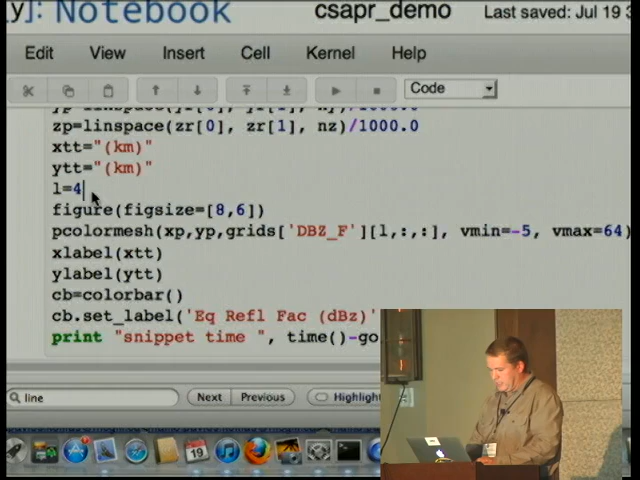 y]: Notebook
csapr_demo
Last saved: Jul 19 3
Edit View Insert Cell Kernel Help
Code
zp=linspace(zr[0], zr[1], nz)/1000.0
xtt="(km)"
ytt="(km)"
l=4
figure(figsize=[8,6])
pcolormesh(xp,yp,grids['DBZ_F'][l,:,:], vmin=-5, vmax=64)
xlabel(xtt)
ylabel(ytt)
cb=colorbar()
cb.set_label('Eq Refl Fac (dBz)'
print "snippet time ", time()-go
line
Next Previous Highligh
19